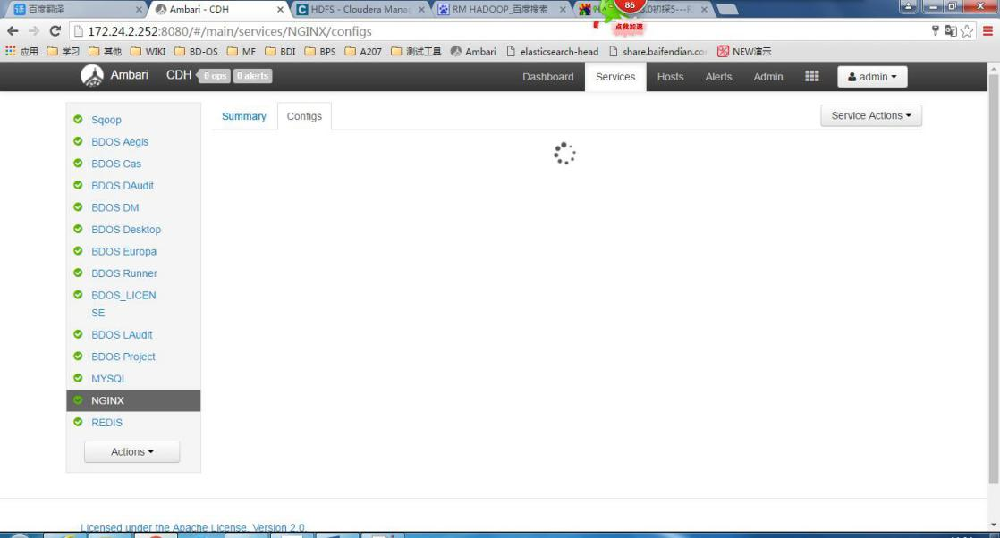 百度翻译
Ambari - CDH
HDFS - Cloudera Mana
RM HADOOP_百度搜索
3.0初探5---R
86
点我加速
172.24.2.252:8080/#/main/services/NGINX/configs
应用
学习
其他
WIKI
BD-OS
MF
BDI
BPS
A207
测试工具
Ambari
elasticsearch-head
share.baifendian.co
NEW演示
Ambari
CDH
0 ops
0 alerts
Dashboard
Services
Hosts
Alerts
Admin
admin
Sqoop
BDOS Aegis
BDOS Cas
BDOS DAudit
BDOS DM
BDOS Desktop
BDOS Europa
BDOS Runner
BDOS_LICEN
SE
BDOS LAudit
BDOS Project
MYSQL
NGINX
REDIS
Actions
Summary
Configs
Service Actions
Licensed under the Apache License, Version 2.0.